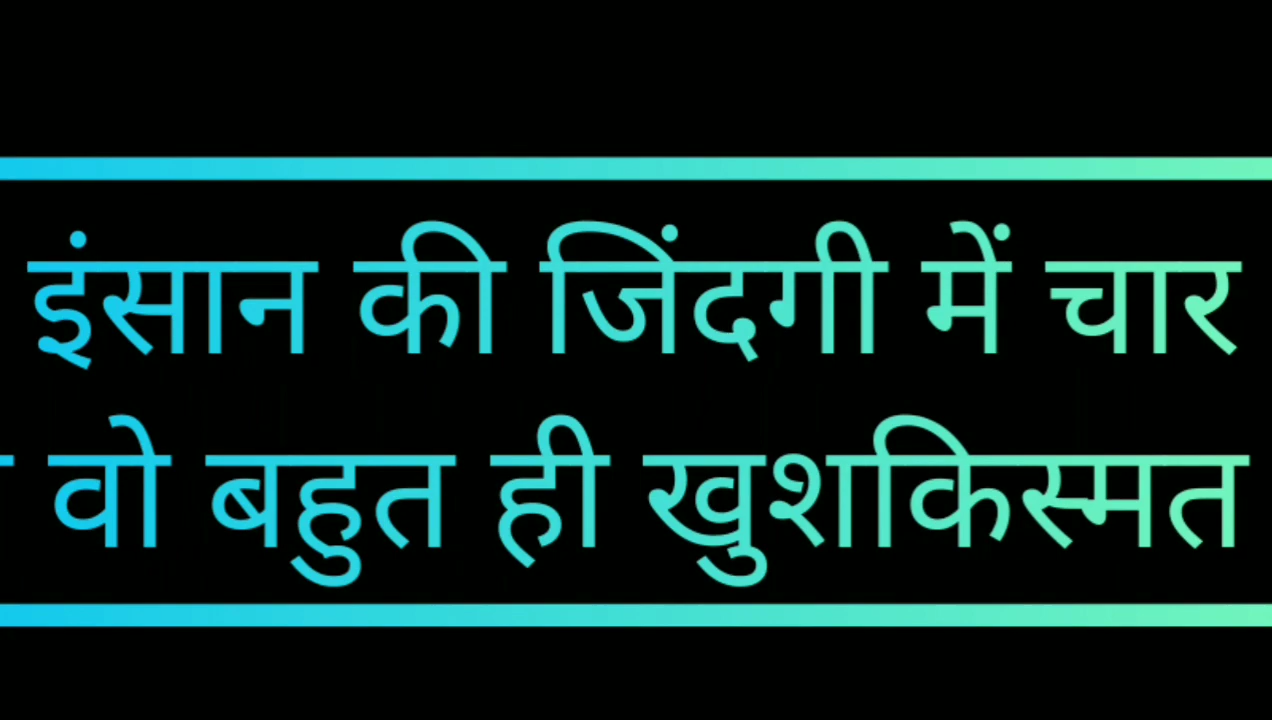 इंसान की जिंदगी में चार
वो बहुत ही खुशकिस्मत